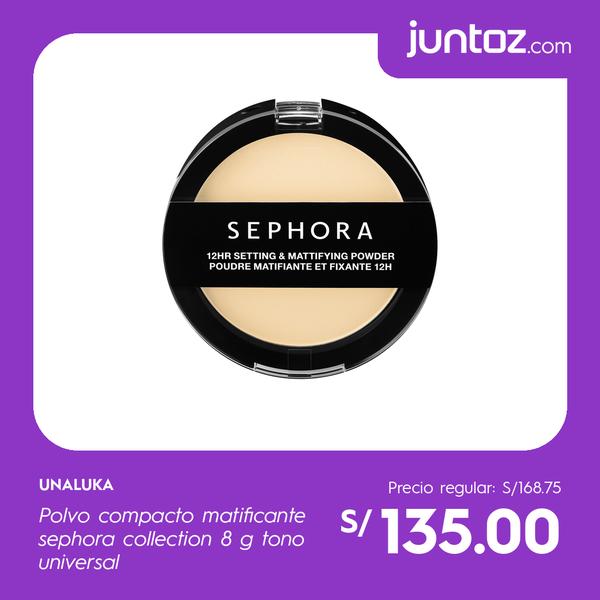 juntoz.com
SEPHORA
12HR SETTING & MATTIFYING POWDER
POUDRE MATIFIANTE ET FIXANTE 12H
UNALUKA
Polvo compacto matificante
sephora collection 8 g tono
universal
Precio regular: S/168.75
S/135.00